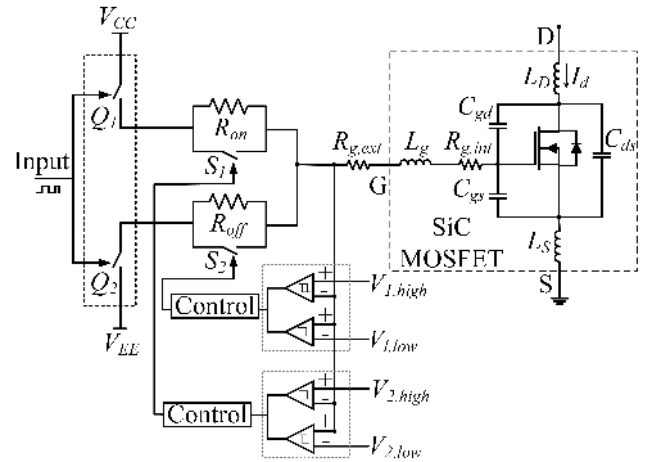 V_CC
D
L_D
I_d
C_gd
Q_1
R_on
C_ds
Input
S_1
R_g,ext
L_g
R_g,int
G
C_gs
R_off
SiC
MOSFET
L_S
Q_2
S_2
S
V_EE
Control
+
-
+
-
V_1,high
V_1,low
Control
+
-
+
-
V_2,high
V_2,low